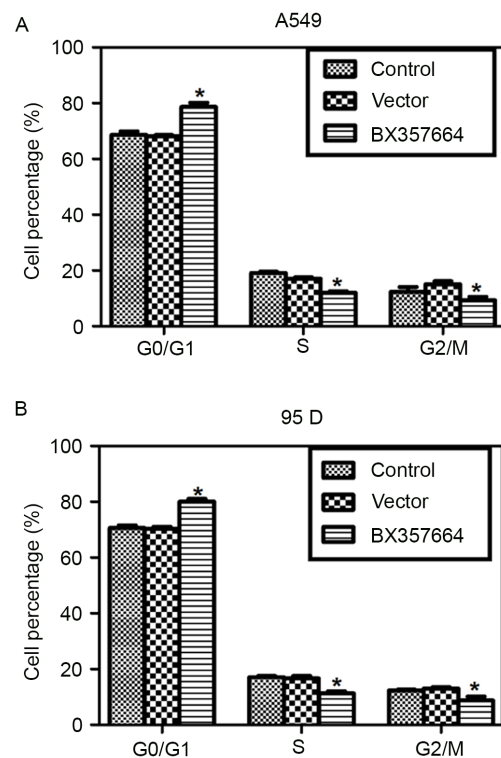 A
A549
Cell percentage (%)
100
80
60
40
20
0
Control
Vector
BX357664
*
*
*
G0/G1
S
G2/M
B
95 D
Cell percentage (%)
100
80
60
40
20
0
Control
Vector
BX357664
*
*
*
G0/G1
S
G2/M